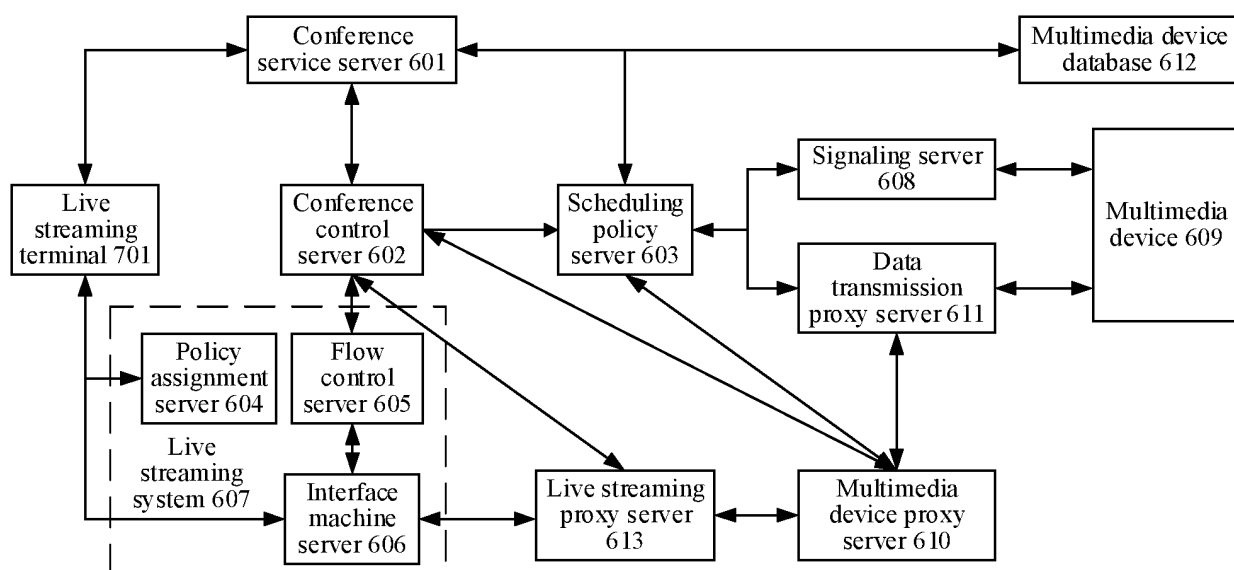 Conference
service server 601
Multimedia device
database 612
Signaling server
608
Live
streaming
terminal 701
Conference
control
server 602
Scheduling
policy
server 603
Multimedia
device 609
Data
transmission
proxy server 611
Policy
assignment
server 604
Flow
control
server 605
Live
streaming
system 607
Interface
machine
server 606
Live streaming
proxy server
613
Multimedia
device proxy
server 610